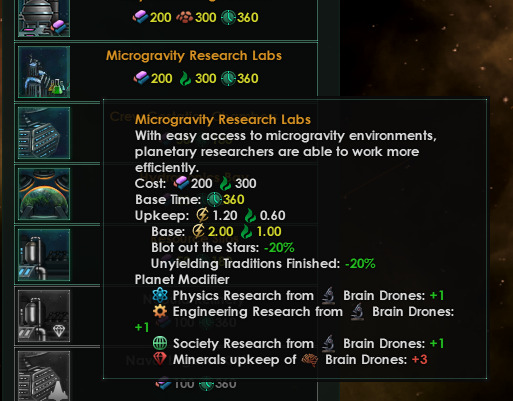 200 300 360
Microgravity Research Labs
200 300 360
Microgravity Research Labs
With easy access to microgravity environments,
planetary researchers are able to work more
efficiently.
Cost: 200 300
Base Time: 360
Upkeep: 1.20 0.60
Base: 2.00 1.00
Blot out the Stars: -20%
Unyielding Traditions Finished: -20%
Planet Modifier
Physics Research from Brain Drones: +1
Engineering Research from Brain Drones:
+1
Society Research from Brain Drones: +1
Minerals upkeep of Brain Drones: +3
100 360